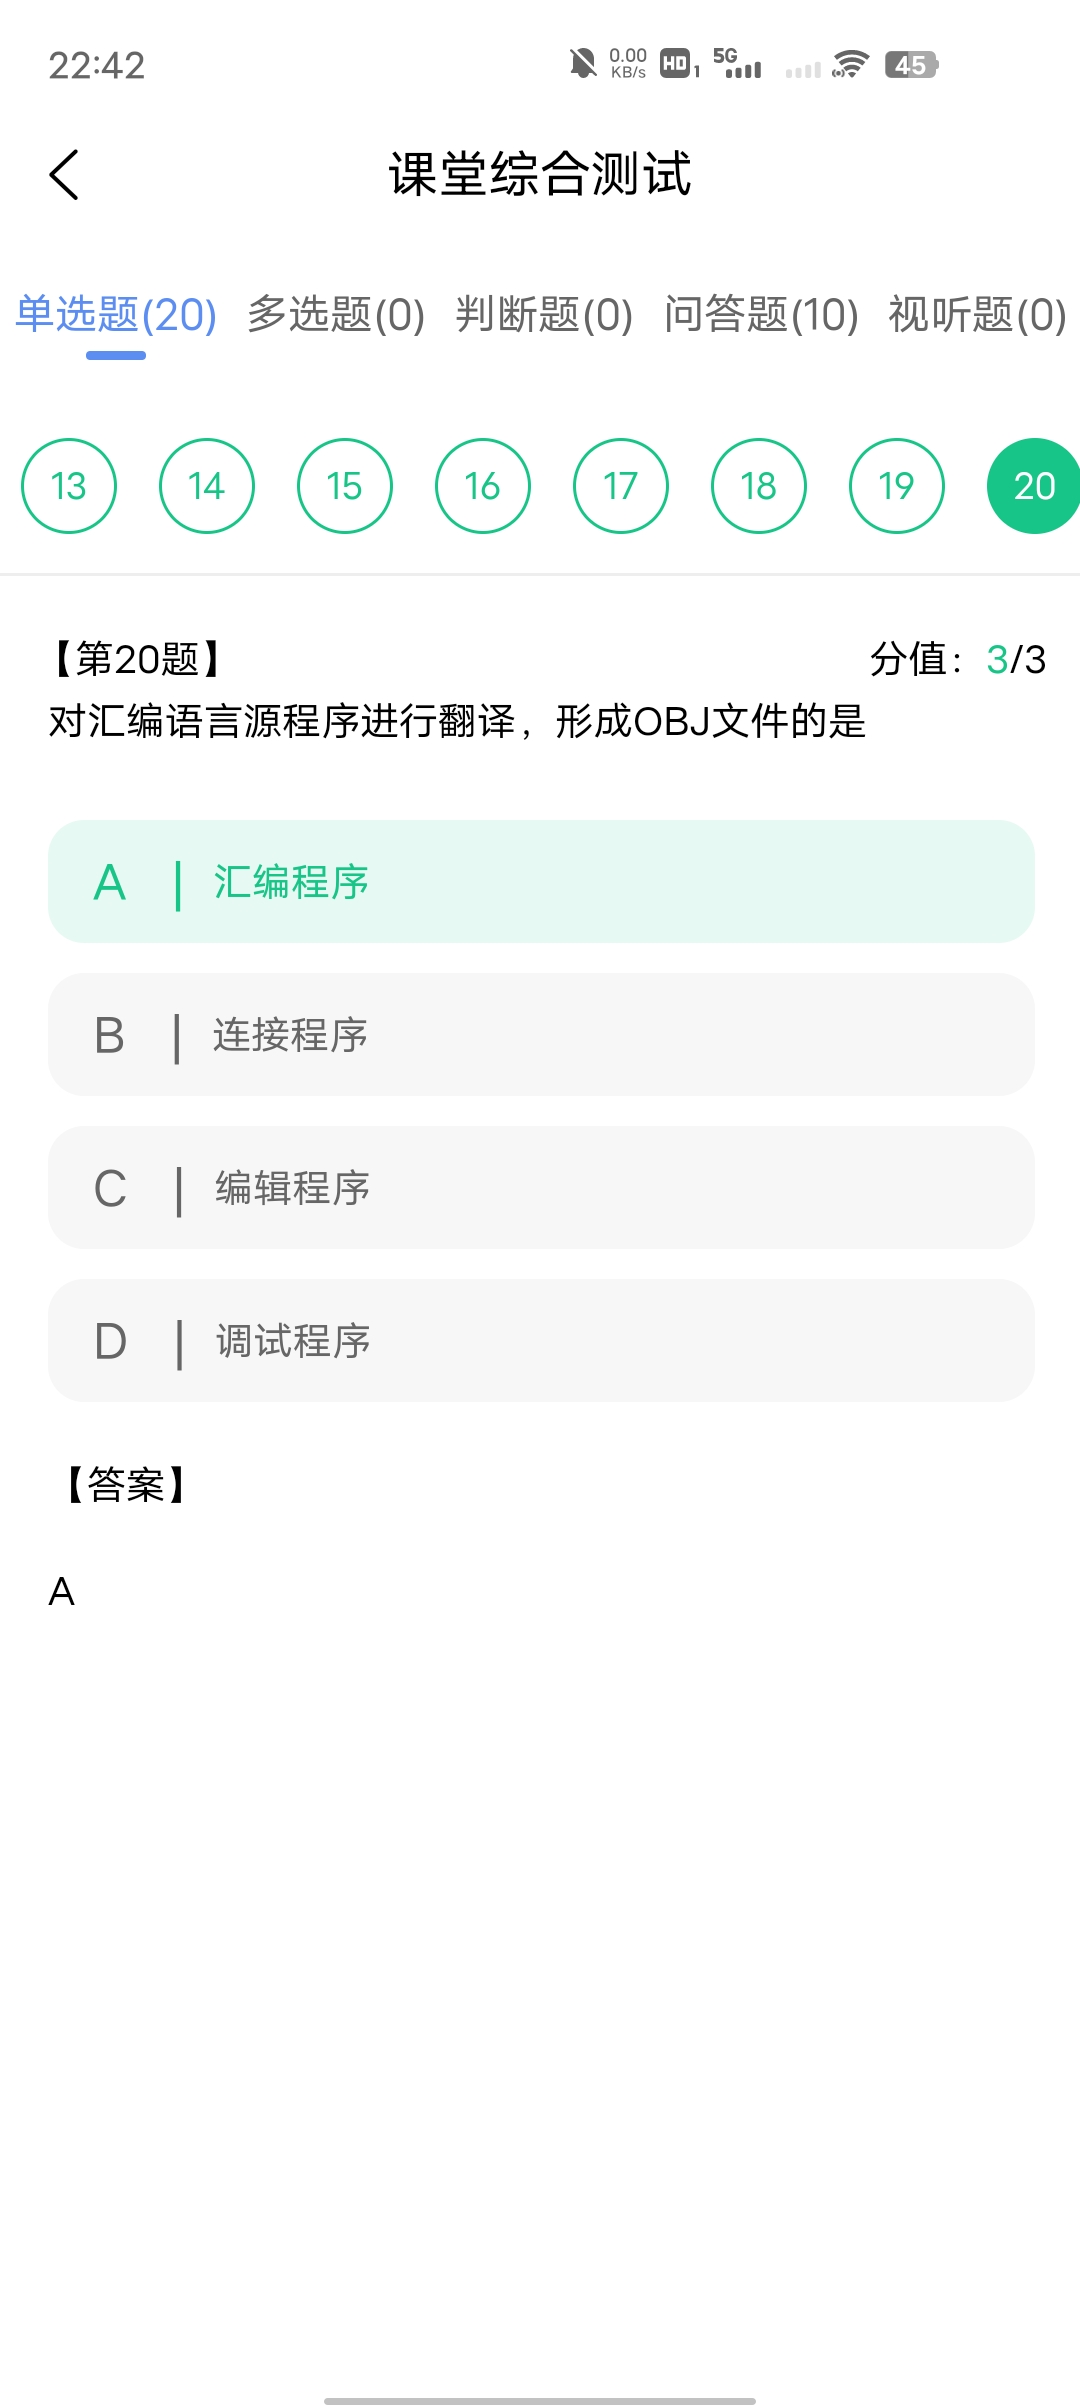 22:42
0.00
KB/s
HD 1
5G
45
课堂综合测试
单选题(20) 多选题(0) 判断题(0) 问答题(10) 视听题(0)
13 14 15 16 17 18 19 20
【第20题】 分值：3/3
对汇编语言源程序进行翻译，形成OBJ文件的是
A | 汇编程序
B | 连接程序
C | 编辑程序
D | 调试程序
【答案】
A